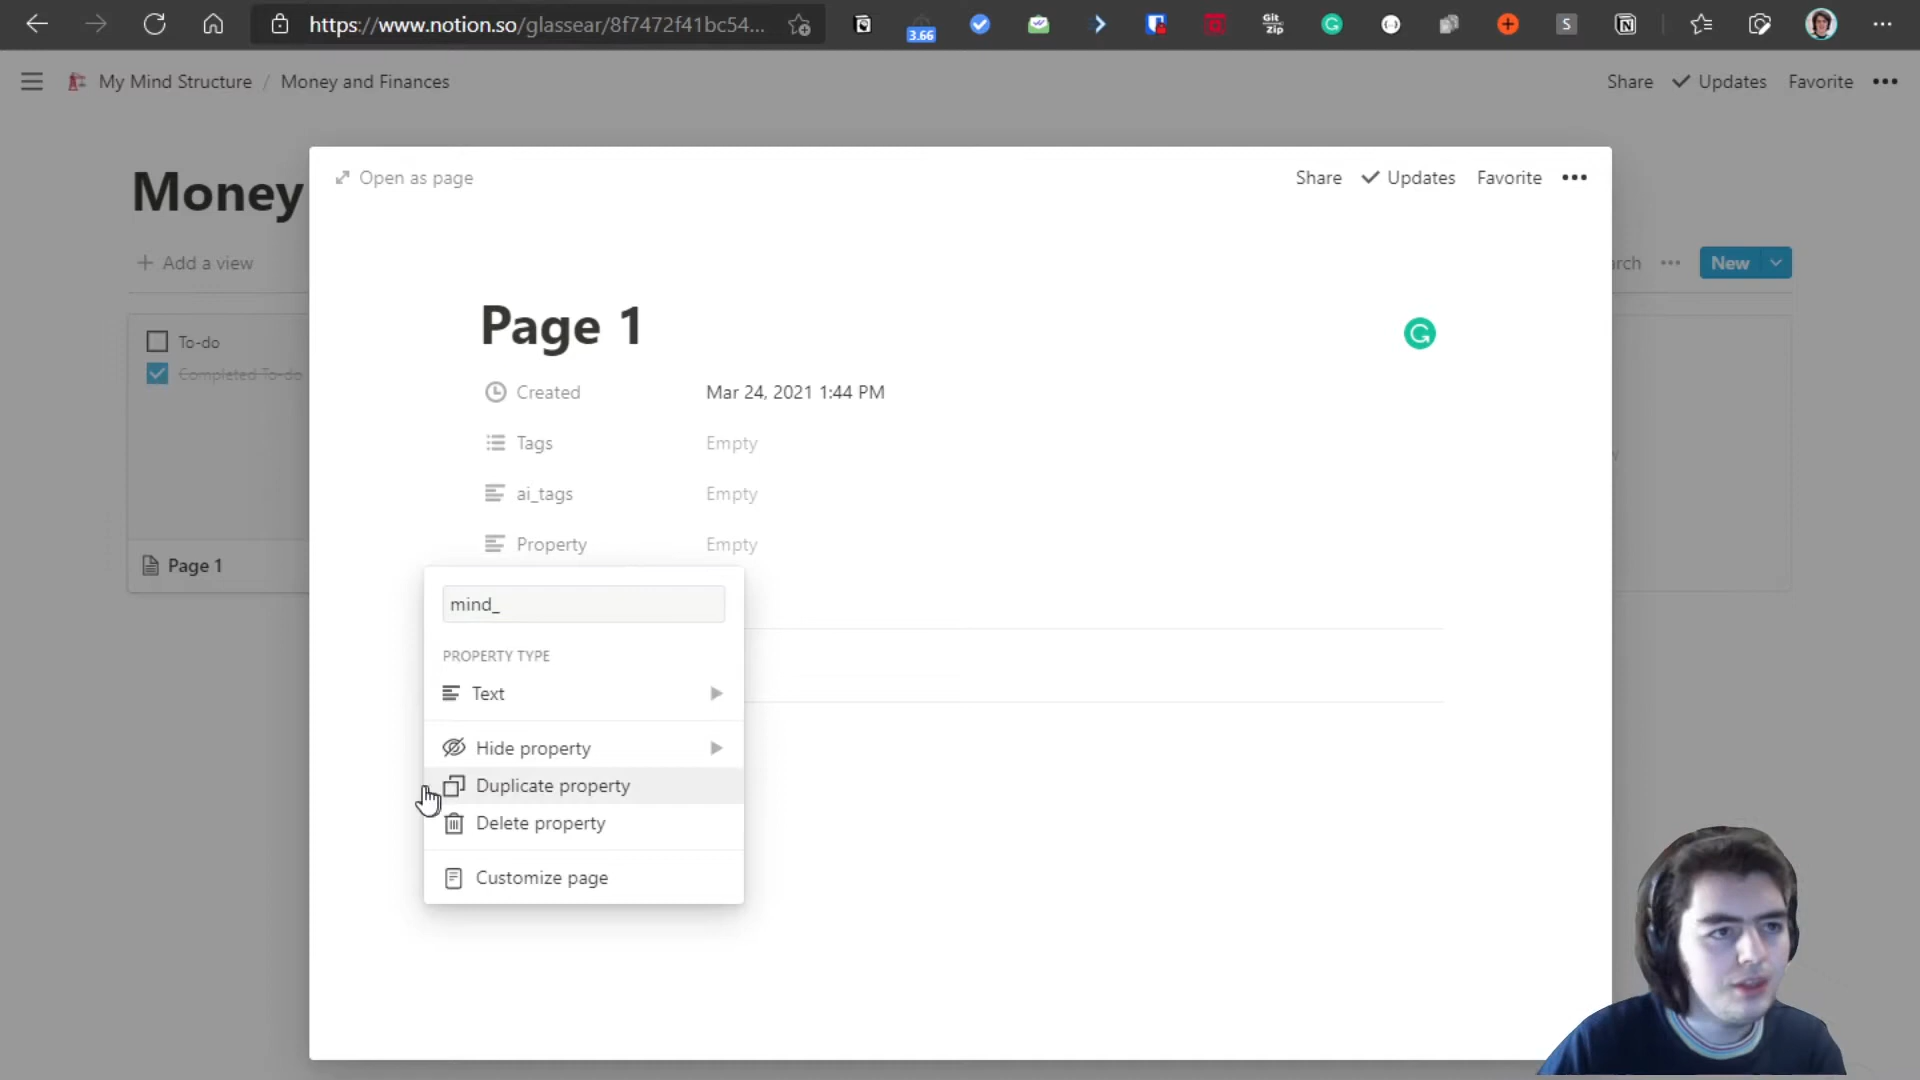 https://www.notion.so/glassear/8f7472f41bc54...
3.66
Git
zip
S
My Mind Structure / Money and Finances
Share Updates Favorite
Money
Open as page
Share Updates Favorite
+ Add a view
arch
New
Page 1
To-do
Completed To-do
Created Mar 24, 2021 1:44 PM
Tags Empty
ai_tags Empty
Property Empty
Page 1
mind_
PROPERTY TYPE
Text
Hide property
Duplicate property
Delete property
Customize page